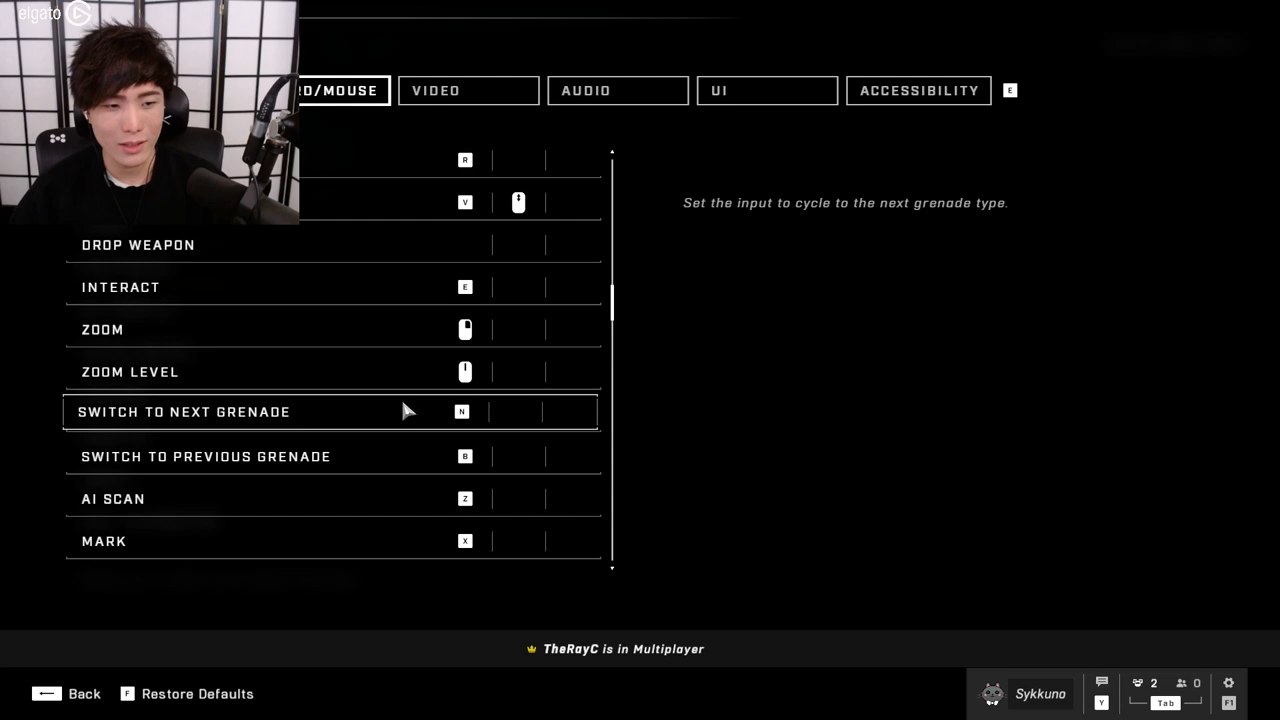 elgato
RD/MOUSE
VIDEO
AUDIO
UI
ACCESSIBILITY
E
R
V
Set the input to cycle to the next grenade type.
DROP WEAPON
INTERACT
E
ZOOM
ZOOM LEVEL
SWITCH TO NEXT GRENADE
N
SWITCH TO PREVIOUS GRENADE
B
AI SCAN
Z
MARK
X
TheRayC is in Multiplayer
Back
F Restore Defaults
Sykkuno
Y
2
0
Tab
F1